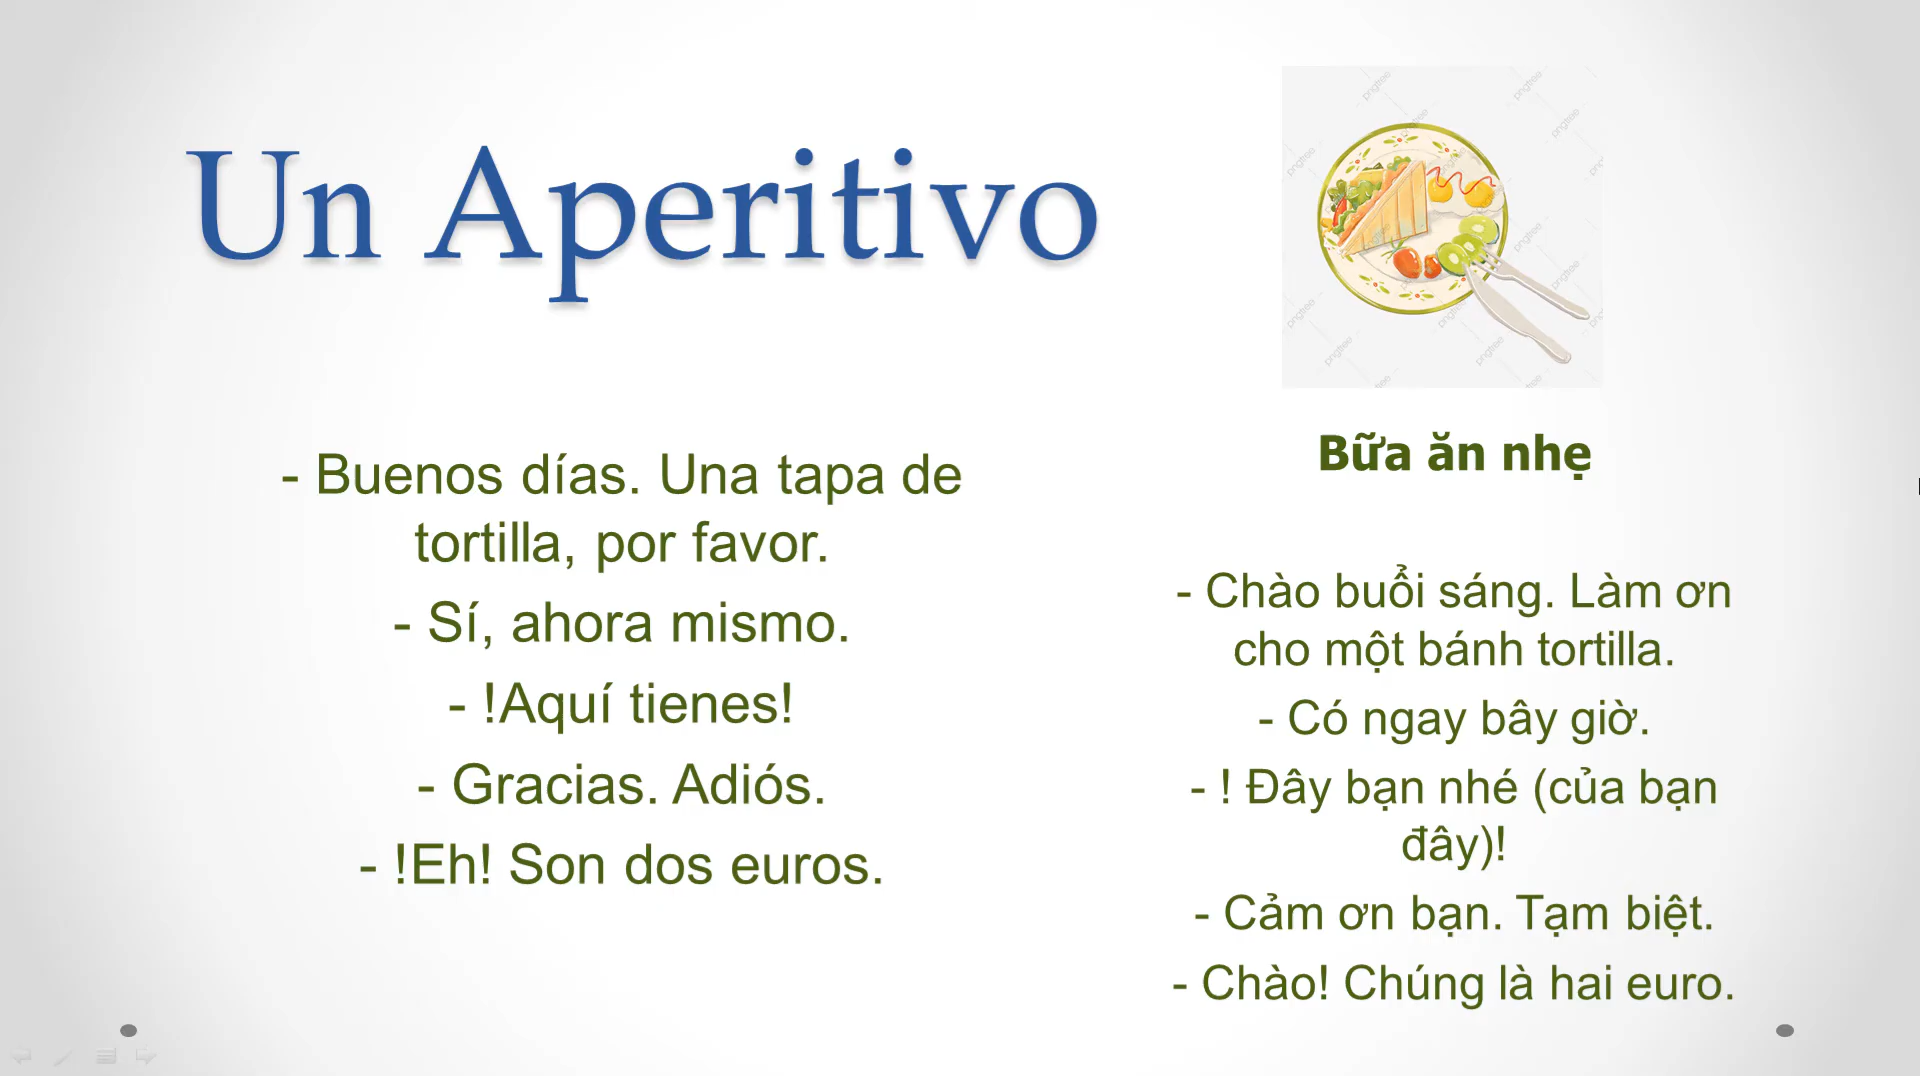 Un Aperitivo
- Buenos días. Una tapa de
tortilla, por favor.
- Sí, ahora mismo.
- !Aquí tienes!
- Gracias. Adiós.
- !Eh! Son dos euros.
pngtree
Bữa ăn nhẹ
- Chào buổi sáng. Làm ơn
cho một bánh tortilla.
- Có ngay bây giờ.
- ! Đây bạn nhé (của bạn
đây)!
- Cảm ơn bạn. Tạm biệt.
- Chào! Chúng là hai euro.